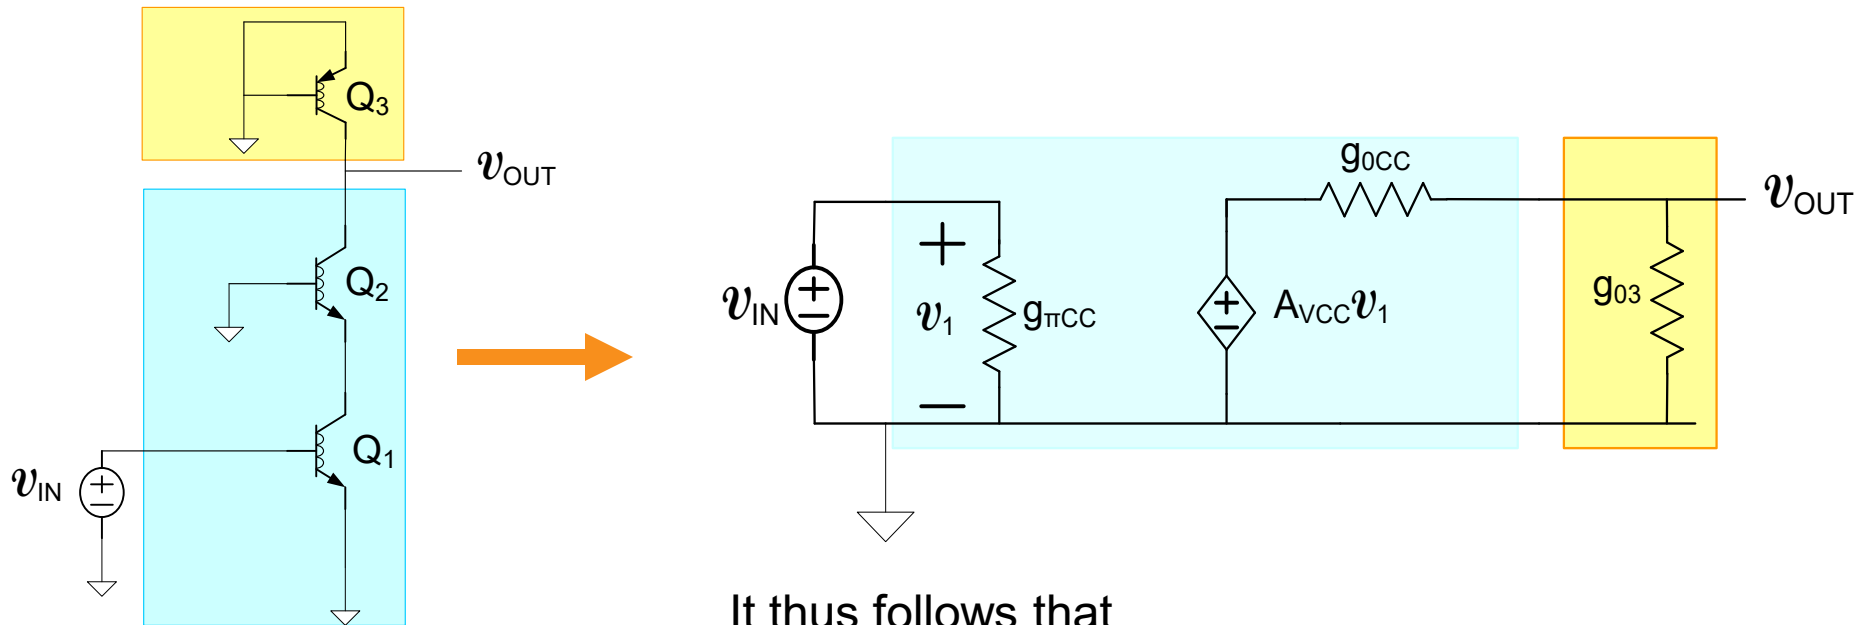 Q3
vOUT
Q2
Q1
vIN
g0CC
vOUT
vIN
+
v1
−
gπCC
AVCCv1
g03
It thus follows that